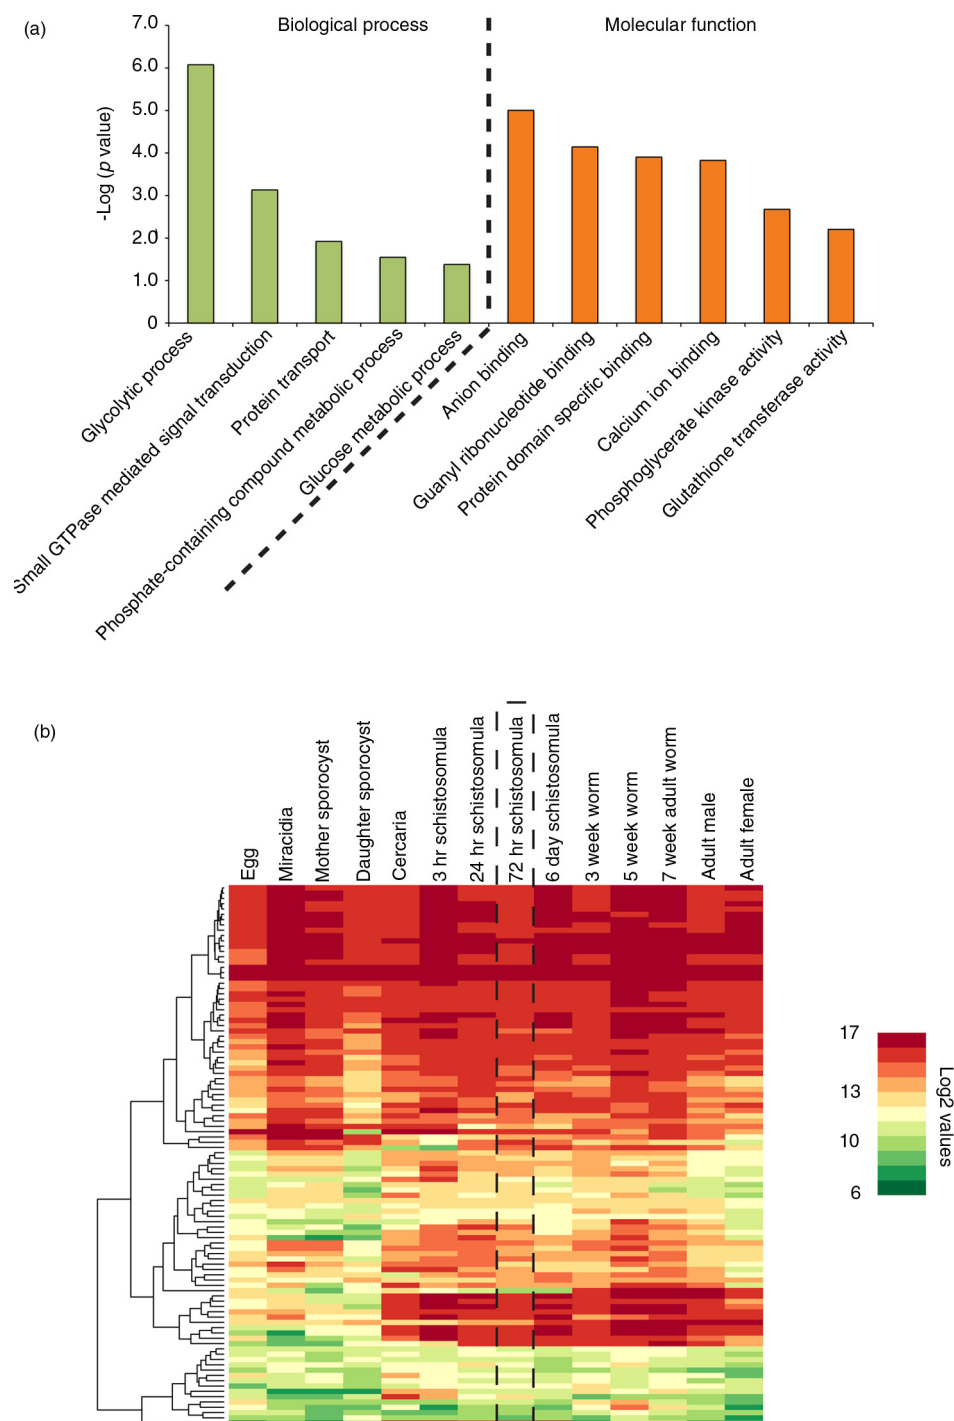 (a)
Biological process
Molecular function
7.0
6.0
5.0
4.0
3.0
2.0
1.0
0
-Log (p value)
Glycolytic process
Small GTPase mediated signal transduction
Protein transport
Phosphate-containing compound metabolic process
Glucose metabolic process
Anion binding
Guanyl ribonucleotide binding
Protein domain specific binding
Calcium ion binding
Phosphoglycerate kinase activity
Glutathione transferase activity
(b)
Egg
Miracidia
Mother sporocyst
Daughter sporocyst
Cercaria
3 hr schistosomula
24 hr schistosomula
72 hr schistosomula
6 day schistosomula
3 week worm
5 week worm
7 week adult worm
Adult male
Adult female
17
13
10
6
Log2 values